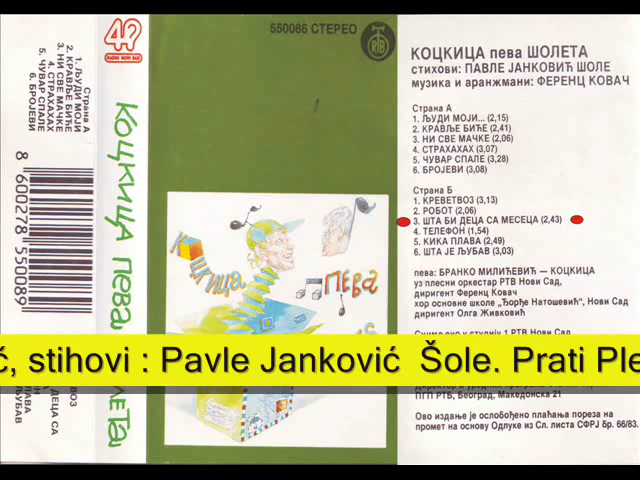 550086 СТЕРЕО
RTB
42
RADIO NOVI SAD
Страна А
1. ЉУДИ МОЈИ
2. КРАВЉЕ БИЋЕ
3. НИ СВЕ МАЧКЕ
4. СТРАХАХАХ
5. ЧУВАР СПАЛЕ
6. БРОЈЕВИ
8 600278 550089
КОЦКИЦА ПЕВА
ЛЕТА
КОЦКИЦА
ПЕВА
КОЦКИЦА пева ШОЛЕТА
стихови: ПАВЛЕ ЈАНКОВИЋ ШОЛЕ
музика и аранжмани: ФЕРЕНЦ КОВАЧ
Страна А
1. ЉУДИ МОЈИ... (2,15)
2. КРАВЉЕ БИЋЕ (2,41)
3. НИ СВЕ МАЧКЕ (2,06)
4. СТРАХАХАХ (3,07)
5. ЧУВАР СПАЛЕ (3,28)
6. БРОЈЕВИ (3,08)
Страна Б
1. КРЕВЕТВОЗ (3,13)
2. РОБОТ (2,06)
3. ШТА БИ ДЕЦА СА МЕСЕЦА (2,43)
4. ТЕЛЕФОН (1,54)
5. КИКА ПЛАВА (2,49)
6. ШТА ЈЕ ЉУБАВ (3,03)
пева: БРАНКО МИЛИЋЕВИЋ — КОЦКИЦА
уз плесни оркестар РТВ Нови Сад,
диригент Ференц Ковач
хор основне школе „Ђорђе Натошевић", Нови Сад
диригент Олга Живковић
ć, stihovi : Pavle Janković Šole. Prati Ple
ПГП РТБ, Београд, Македонска 21
Ово издање је ослобођено плаћања пореза на
промет на основу Одлуке из Сл. листа СФРЈ бр. 66/83.